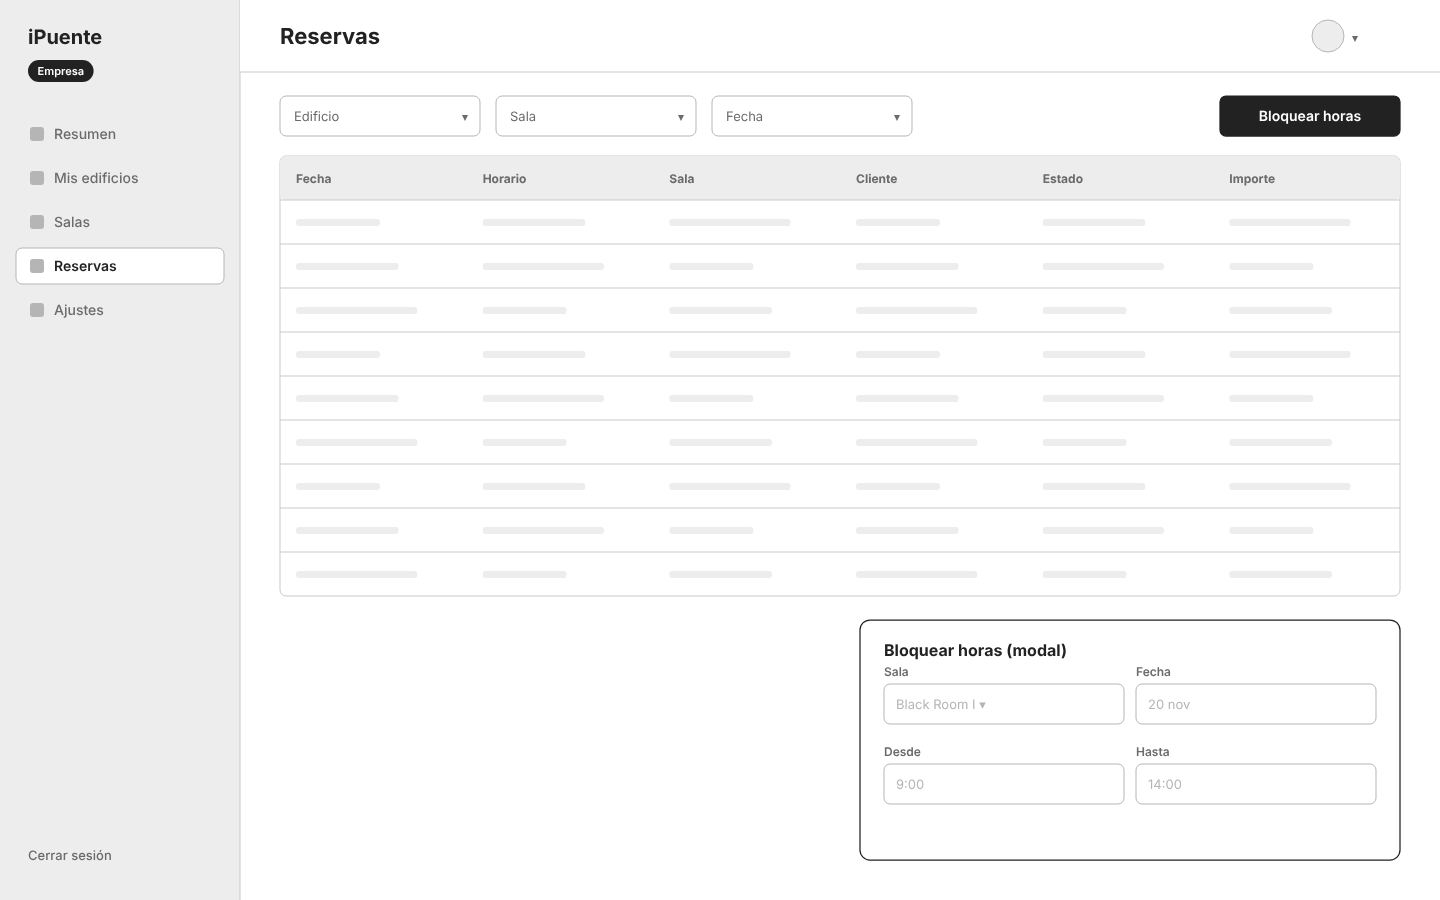 iPuente
Empresa
Resumen
Mis edificios
Salas
Reservas
Ajustes
Cerrar sesión
Reservas
Edificio ▾
Sala ▾
Fecha ▾
Bloquear horas
Fecha Horario Sala Cliente Estado Importe
Bloquear horas (modal)
Sala Fecha
Black Room I ▾ 20 nov
Desde Hasta
9:00 14:00